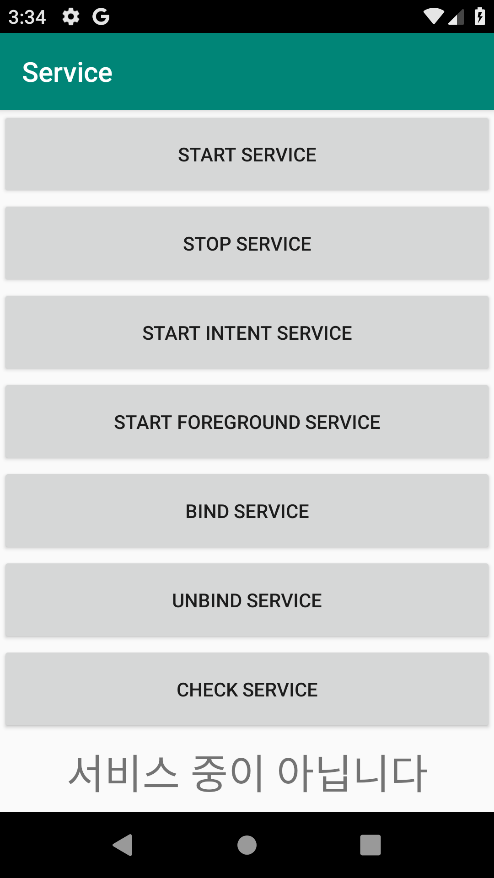 3:34
Service
START SERVICE
STOP SERVICE
START INTENT SERVICE
START FOREGROUND SERVICE
BIND SERVICE
UNBIND SERVICE
CHECK SERVICE
서비스 중이 아닙니다